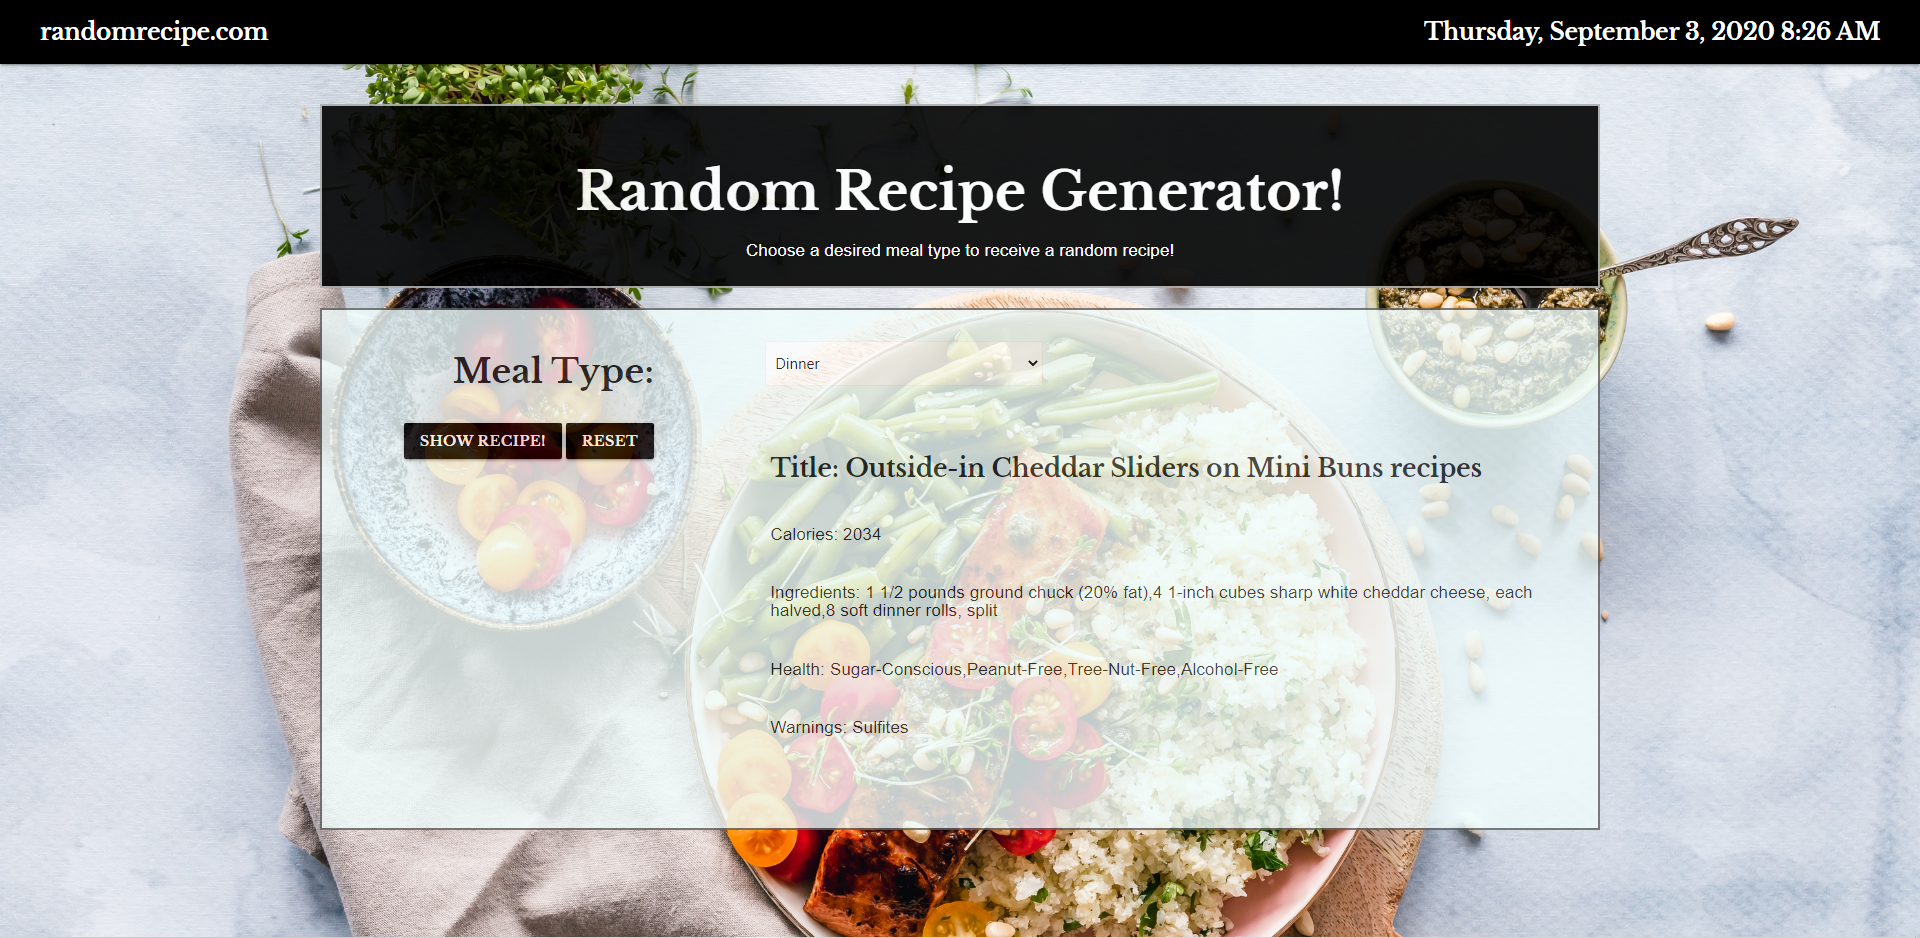 randomrecipe.com
Thursday, September 3, 2020 8:26 AM
Random Recipe Generator!
Choose a desired meal type to receive a random recipe!
Meal Type:
Dinner
SHOW RECIPE! RESET
Title: Outside-in Cheddar Sliders on Mini Buns recipes
Calories: 2034
Ingredients: 1 1/2 pounds ground chuck (20% fat),4 1-inch cubes sharp white cheddar cheese, each
halved,8 soft dinner rolls, split
Health: Sugar-Conscious,Peanut-Free,Tree-Nut-Free,Alcohol-Free
Warnings: Sulfites